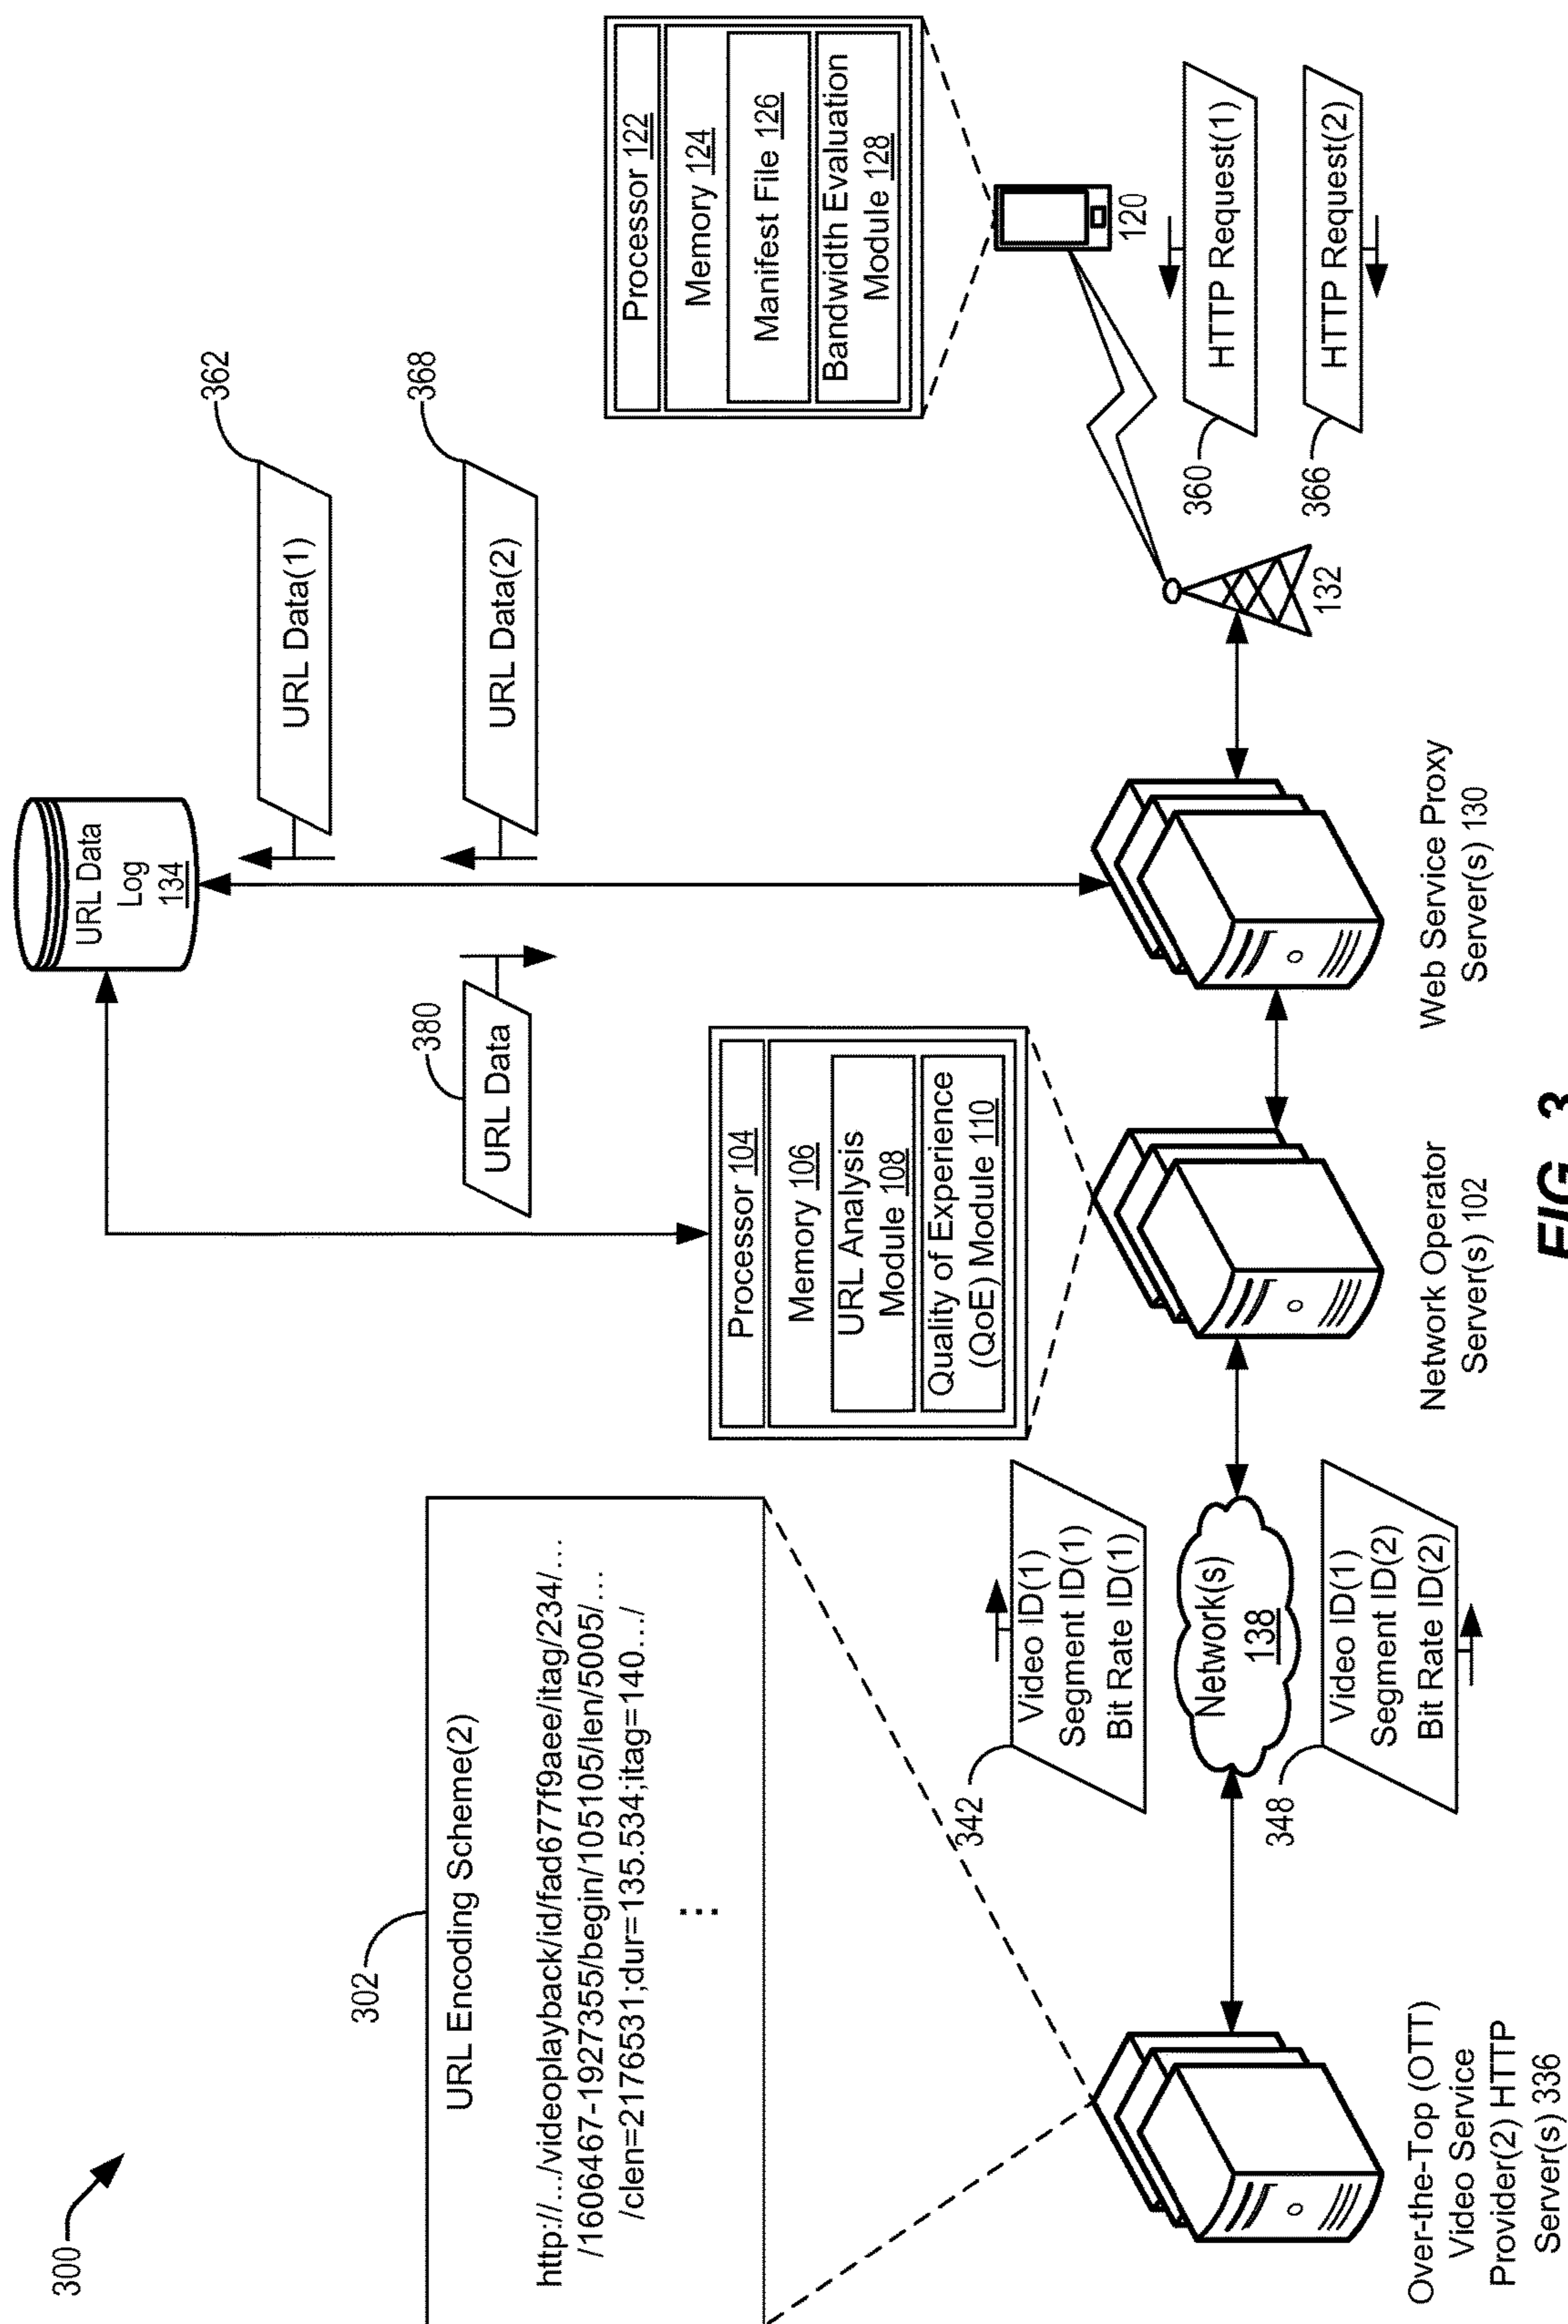 300
302
URL Encoding Scheme(2)
http://.../videoplayback/id/fad677f9aee/itag/234/...
/1606467-1927355/begin/105105/len/5005/...
/clen=2176531;dur=135.534;itag=140.../
...
URL Data
Log
134
362
URL Data(1)
368
URL Data(2)
380
URL Data
Processor 104
Memory 106
URL Analysis
Module 108
Quality of Experience
(QoE) Module 110
Processor 122
Memory 124
Manifest File 126
Bandwidth Evaluation
Module 128
342
Video ID(1)
Segment ID(1)
Bit Rate ID(1)
Network(s)
138
348
Video ID(1)
Segment ID(2)
Bit Rate ID(2)
120
132
360
HTTP Request(1)
366
HTTP Request(2)
Over-the-Top (OTT)
Video Service
Provider(2) HTTP
Server(s) 336
Network Operator
Server(s) 102
Web Service Proxy
Server(s) 130
FIG. 3